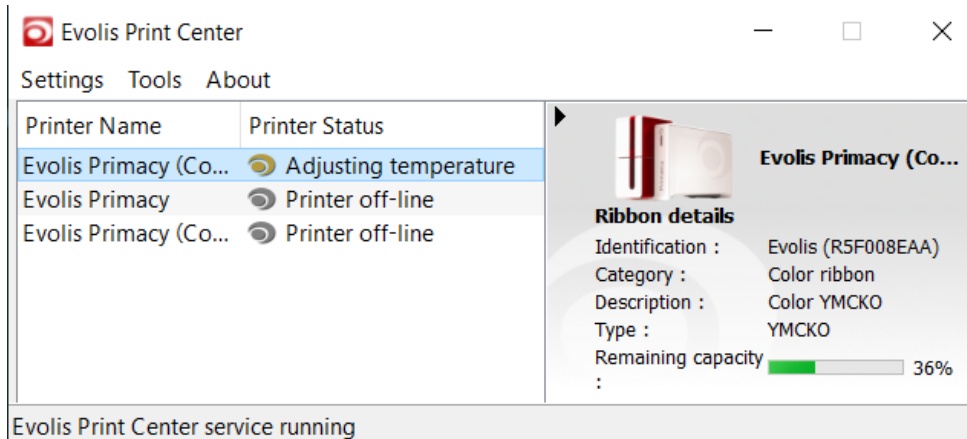 Evolis Print Center
Settings Tools About
Printer Name Printer Status
Evolis Primacy (Co... Adjusting temperature
Evolis Primacy Printer off-line
Evolis Primacy (Co... Printer off-line
Evolis Primacy (Co...
Ribbon details
Identification : Evolis (R5F008EAA)
Category : Color ribbon
Description : Color YMCKO
Type : YMCKO
Remaining capacity
: 36%
Evolis Print Center service running